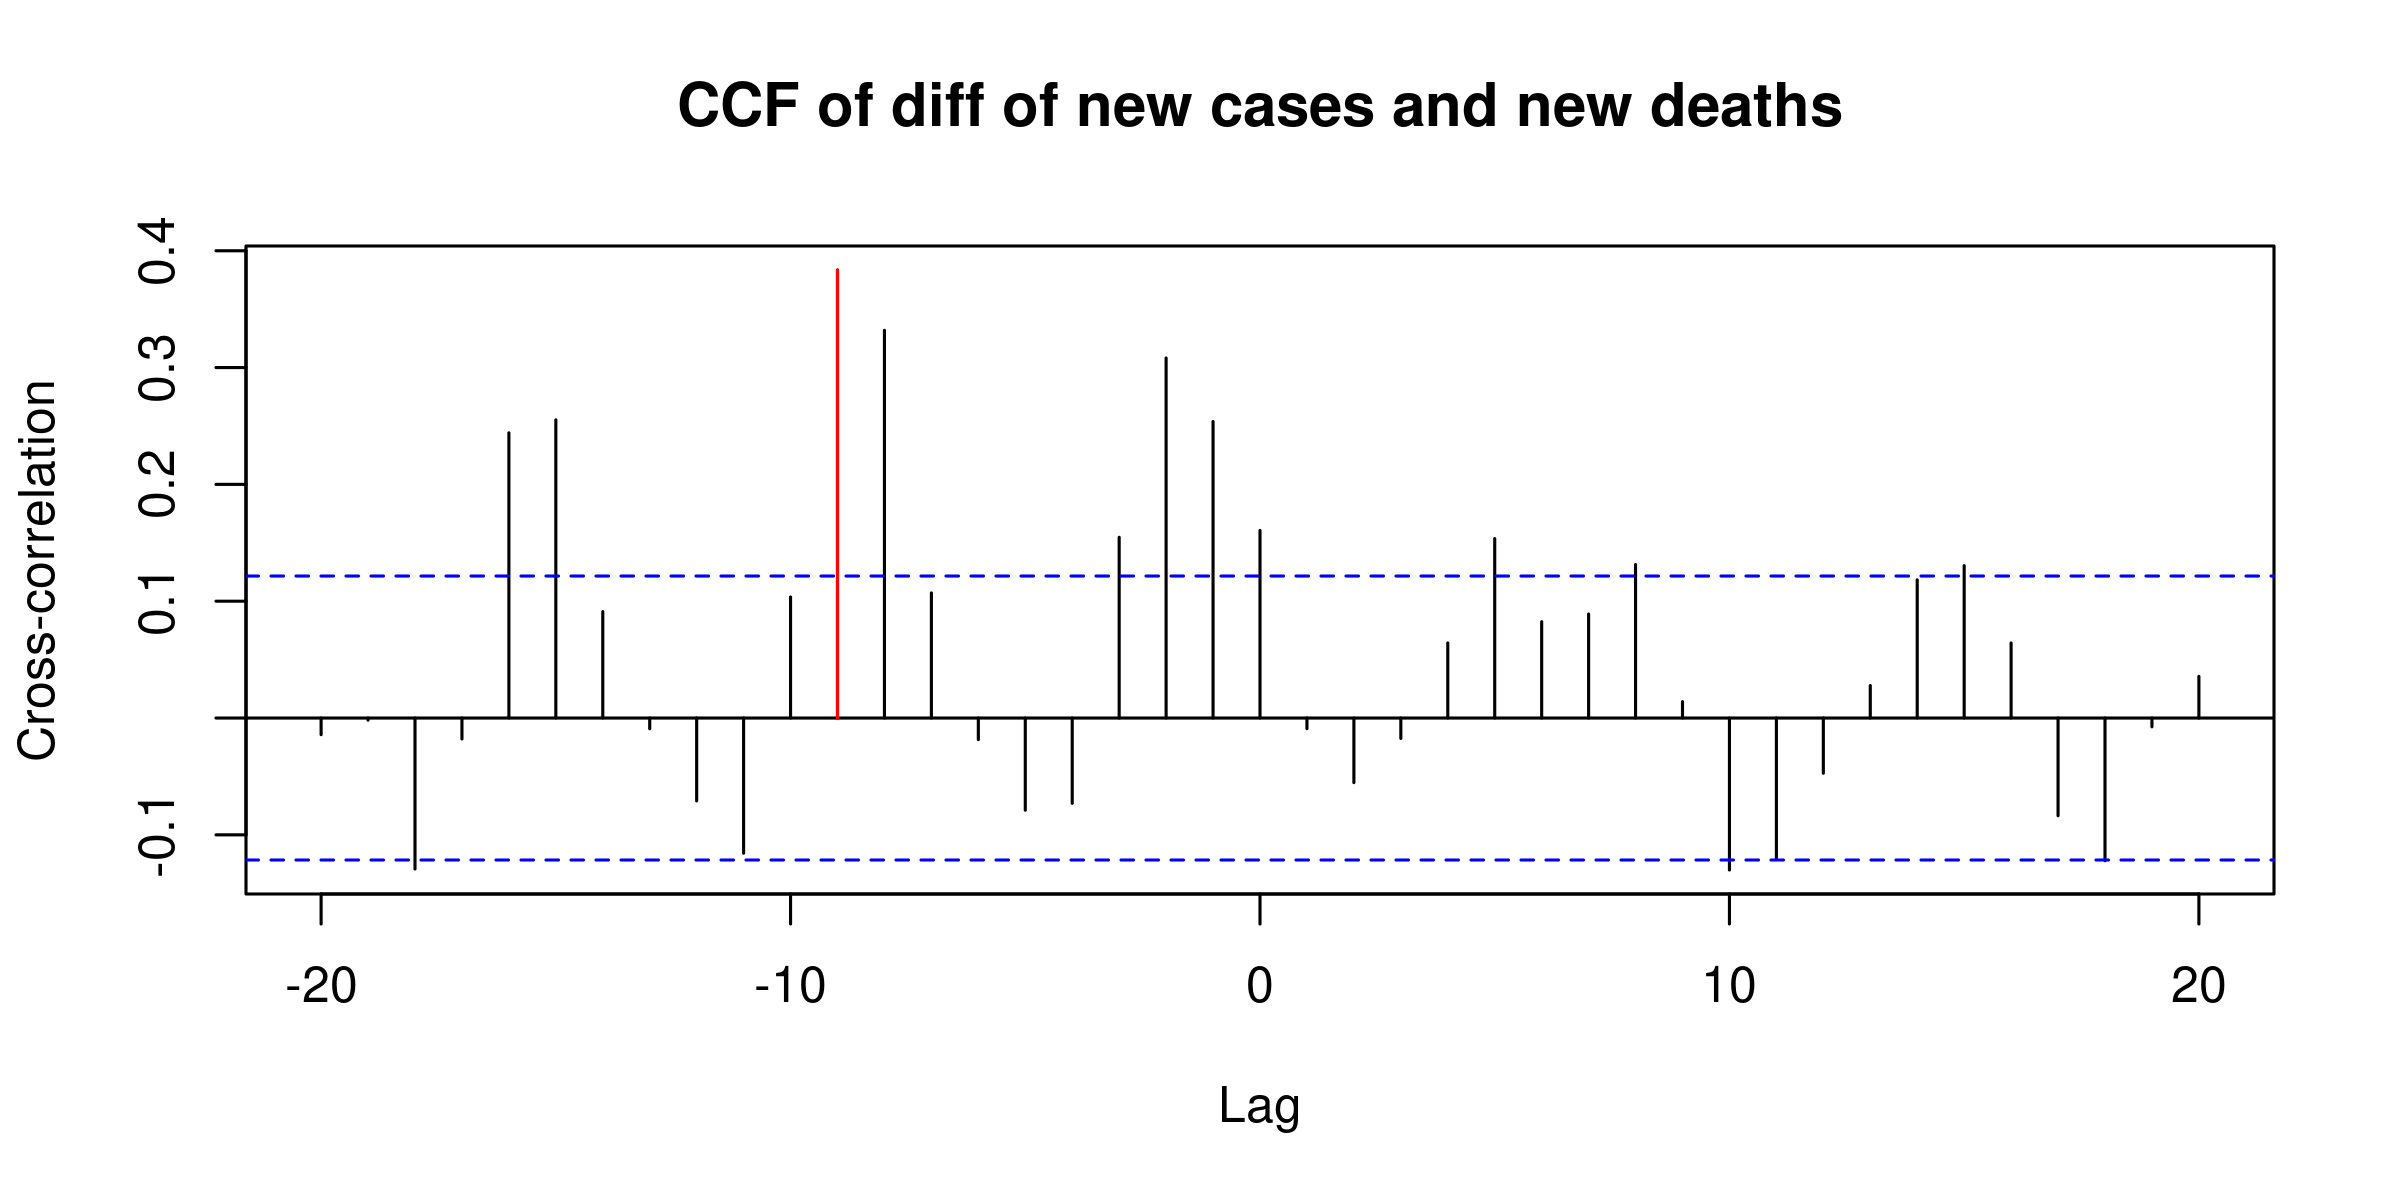 CCF of diff of new cases and new deaths
Cross-correlation
0.4
0.3
0.2
0.1
-0.1
-20 -10 0 10 20
Lag